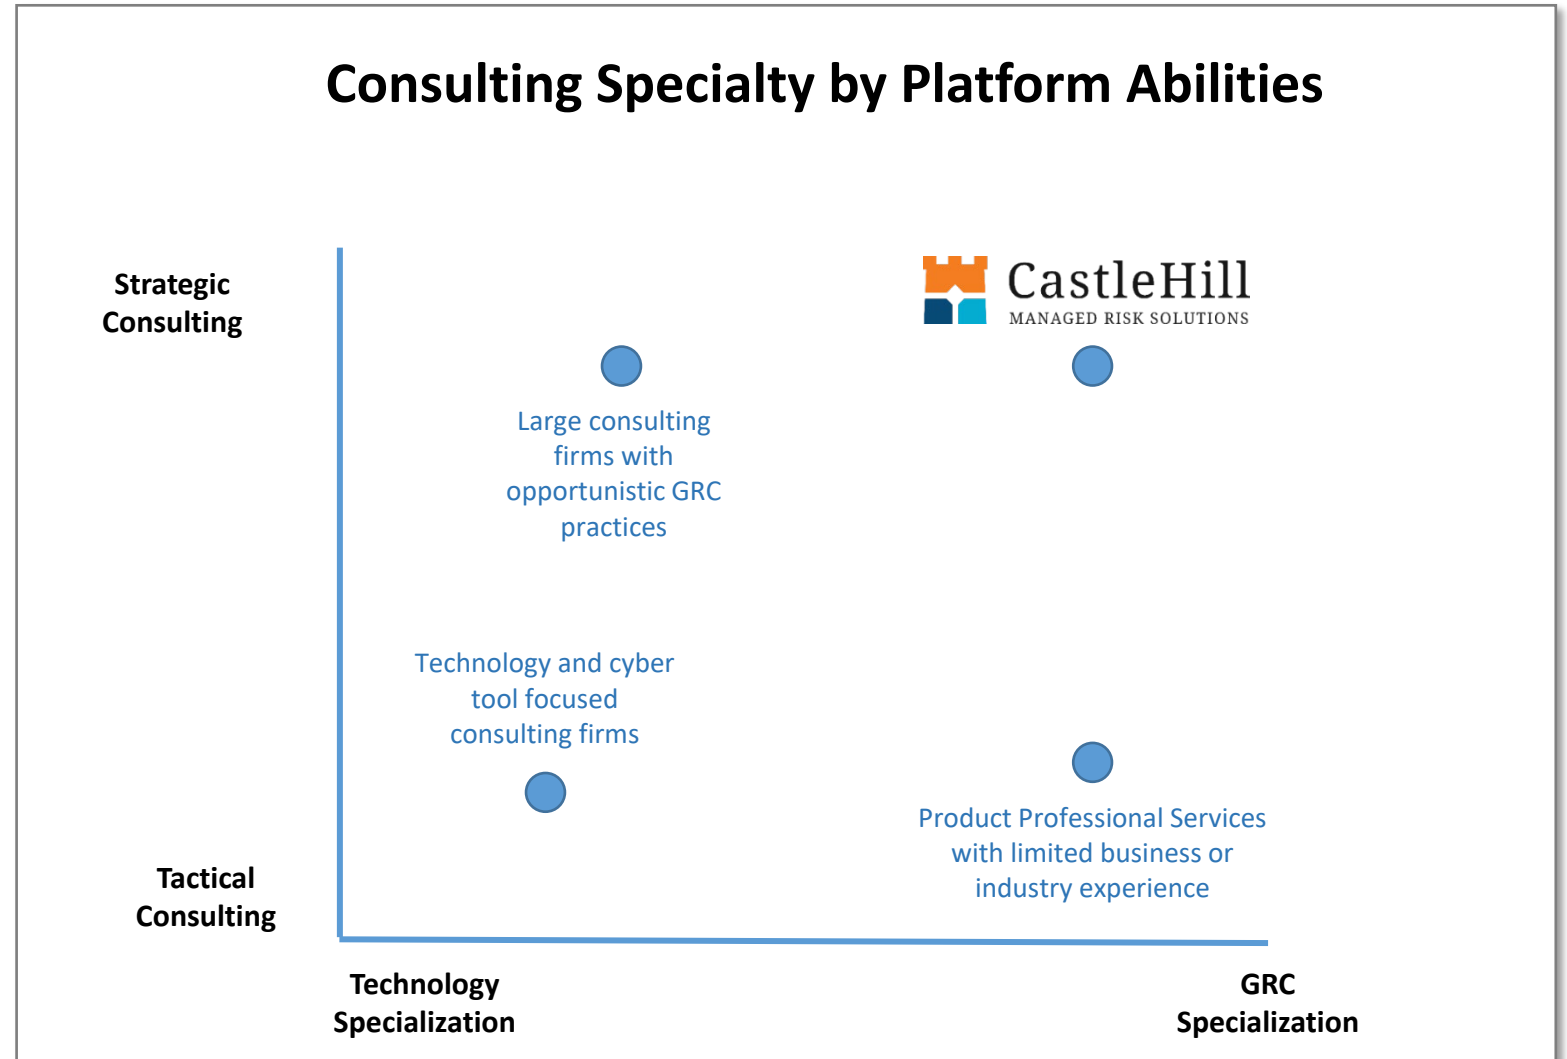 Consulting Specialty by Platform Abilities
Strategic
Consulting
CastleHill
MANAGED RISK SOLUTIONS
Large consulting
firms with
opportunistic GRC
practices
Technology and cyber
tool focused
consulting firms
Product Professional Services
with limited business or
industry experience
Tactical
Consulting
Technology
Specialization
GRC
Specialization